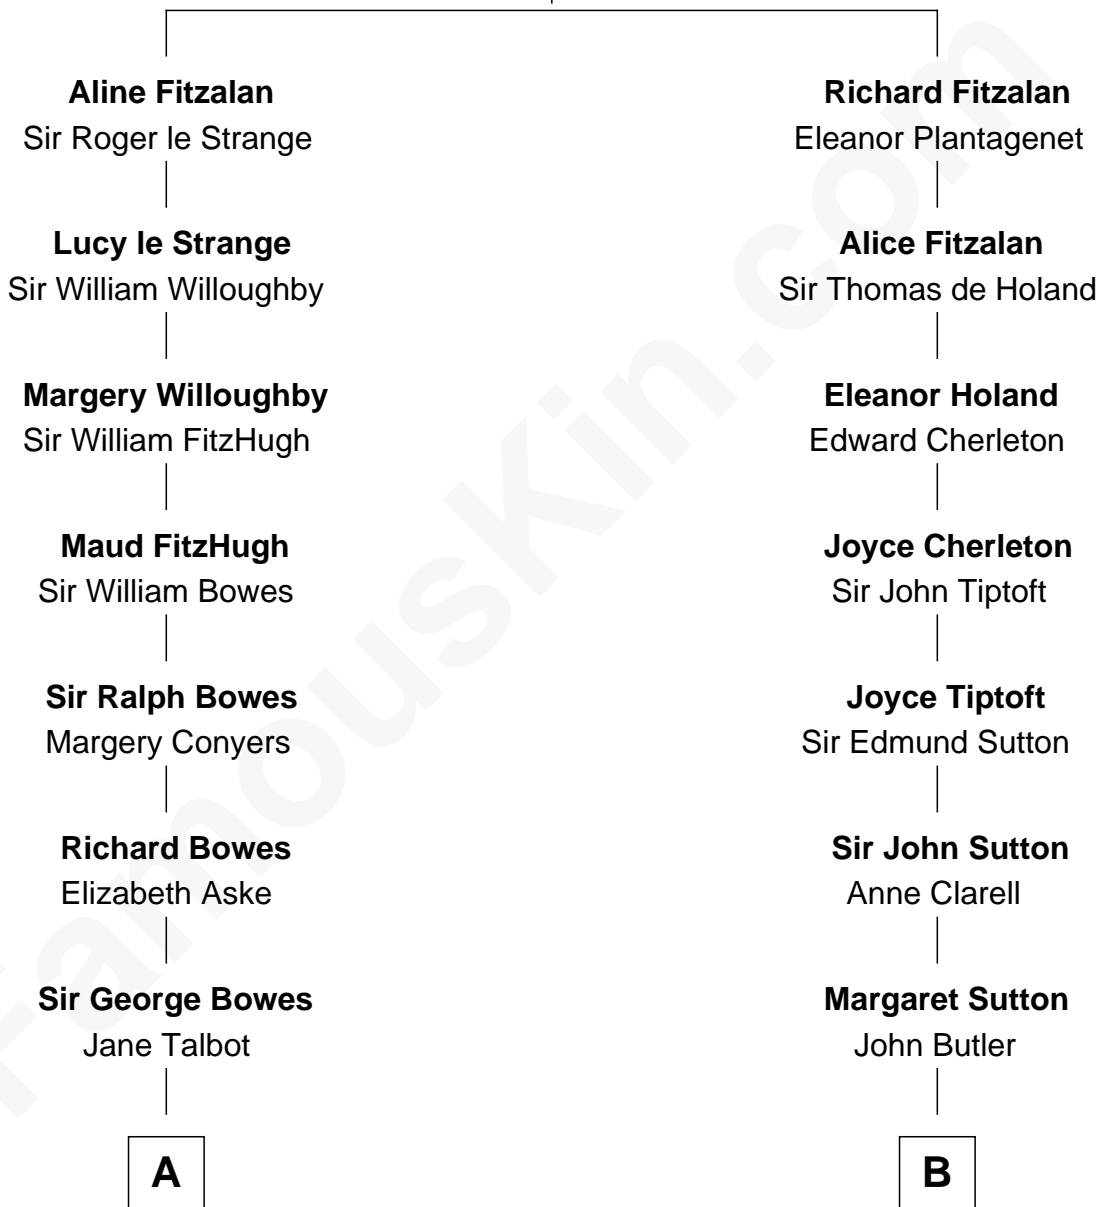 Aline Fitzalan
Sir Roger le Strange
Lucy le Strange
Sir William Willoughby
Margery Willoughby
Sir William FitzHugh
Maud FitzHugh
Sir William Bowes
Sir Ralph Bowes
Margery Conyers
Richard Bowes
Elizabeth Aske
Sir George Bowes
Jane Talbot
A
Richard Fitzalan
Eleanor Plantagenet
Alice Fitzalan
Sir Thomas de Holand
Eleanor Holand
Edward Cherleton
Joyce Cherleton
Sir John Tiptoft
Joyce Tiptoft
Sir Edmund Sutton
Sir John Sutton
Anne Clarell
Margaret Sutton
John Butler
B
FamousKin.com